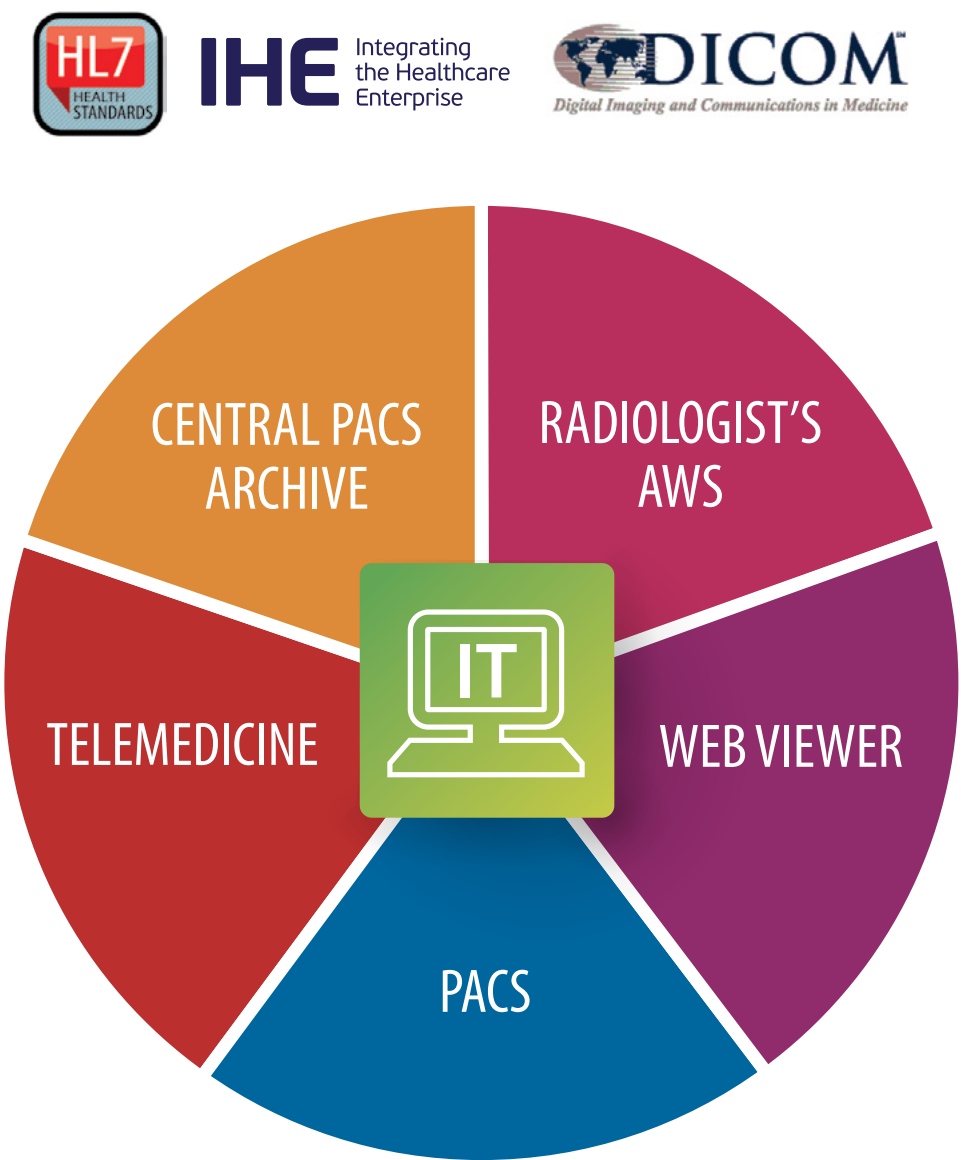 HL7
HEALTH
STANDARDS
IHE
Integrating
the Healthcare
Enterprise
DICOM
SM
Digital Imaging and Communications in Medicine
CENTRAL PACS
ARCHIVE
RADIOLOGIST'S
AWS
TELEMEDICINE
IT
WEB VIEWER
PACS